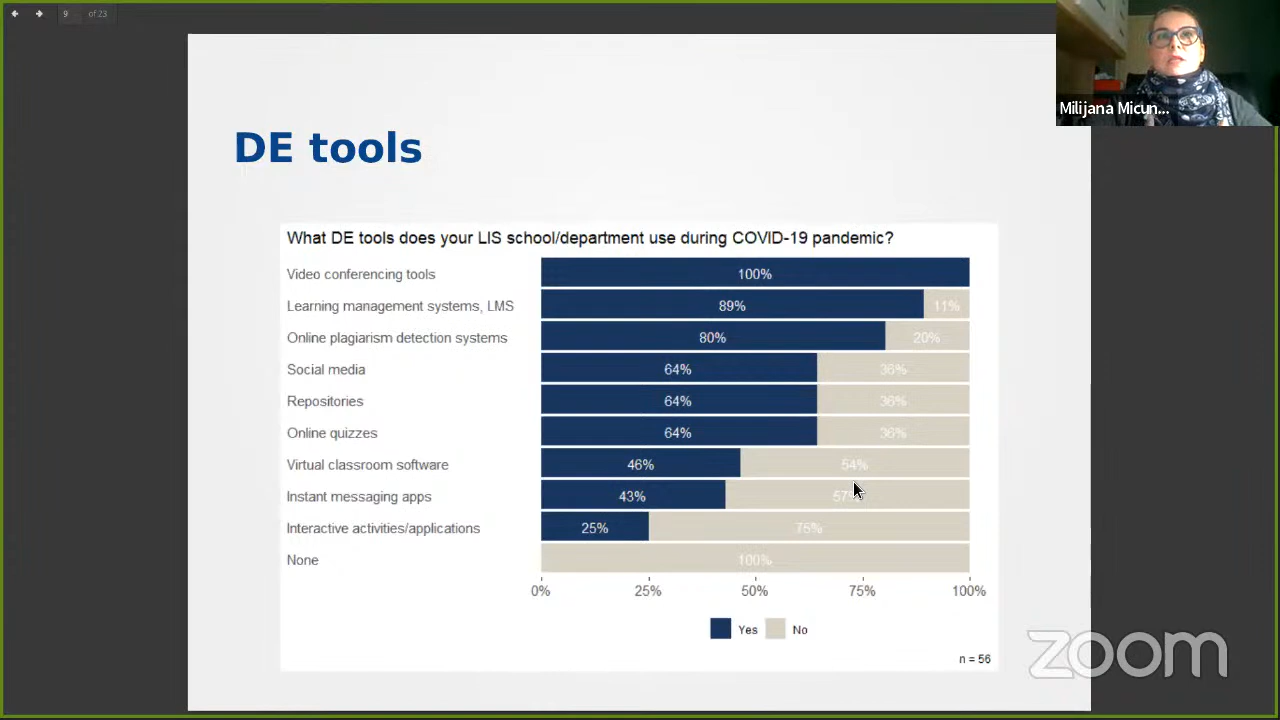 9 of 23
Milijana Micun...
DE tools
What DE tools does your LIS school/department use during COVID-19 pandemic?
Video conferencing tools 100%
Learning management systems, LMS 89% 11%
Online plagiarism detection systems 80% 20%
Social media 64% 36%
Repositories 64% 36%
Online quizzes 64% 36%
Virtual classroom software 46% 54%
Instant messaging apps 43% 57%
Interactive activities/applications 25% 75%
None 100%
0% 25% 50% 75% 100%
Yes No
n = 56
zoom